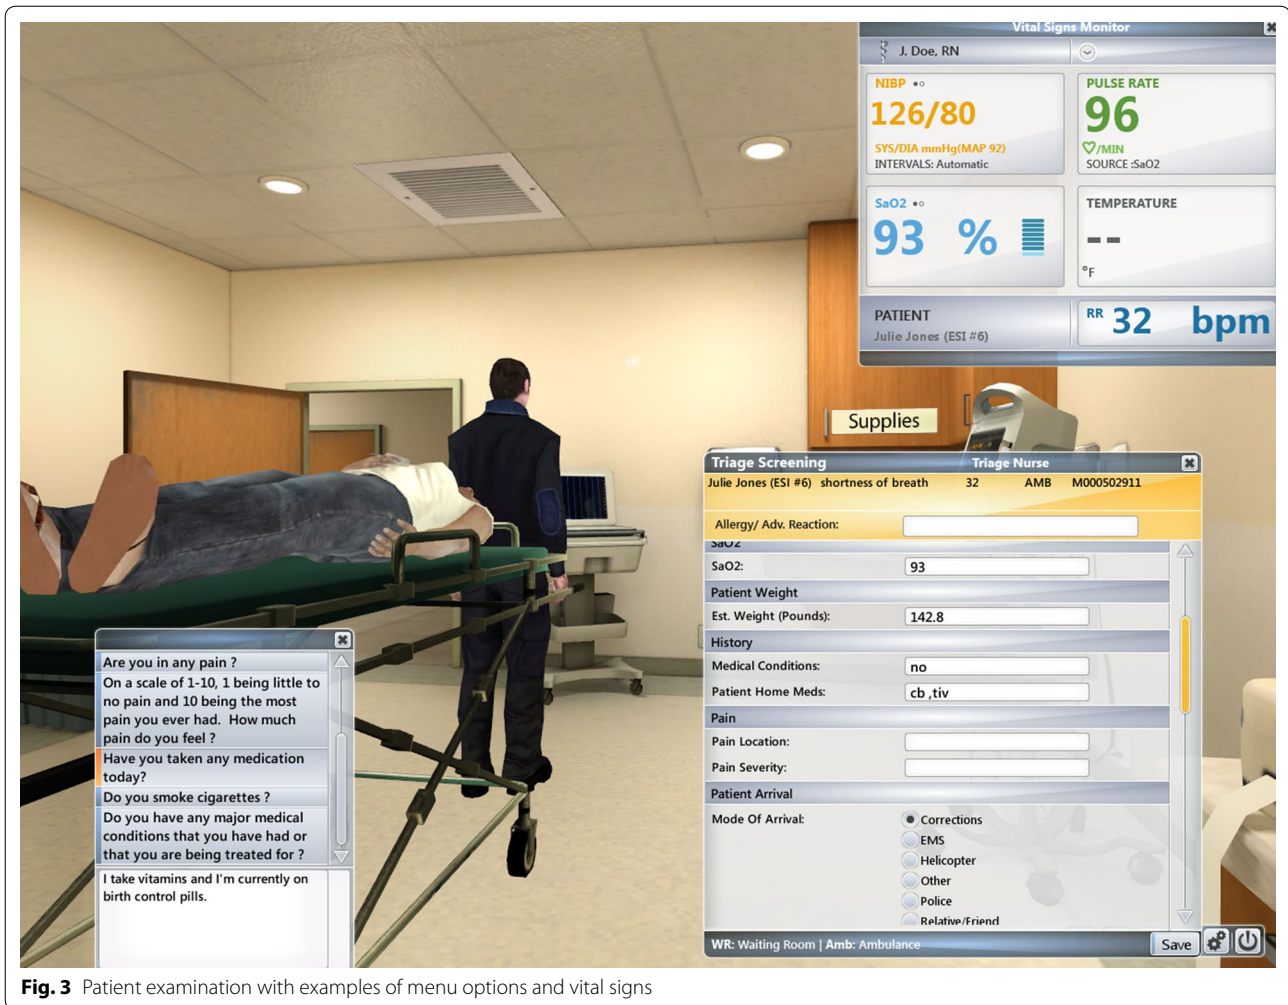 Vital Signs Monitor
J. Doe, RN
NIBP
126/80
SYS/DIA mmHg(MAP 92)
INTERVALS: Automatic
PULSE RATE
96
/MIN
SOURCE :SaO2
SaO2
93 %
TEMPERATURE
--
°F
PATIENT
Julie Jones (ESI #6)
RR 32 bpm
Supplies
Triage Screening Triage Nurse
Julie Jones (ESI #6) shortness of breath 32 AMB M000502911
Allergy/ Adv. Reaction:
SaO2
SaO2: 93
Patient Weight
Est. Weight (Pounds): 142.8
History
Medical Conditions: no
Patient Home Meds: cb ,tiv
Pain
Pain Location:
Pain Severity:
Patient Arrival
Mode Of Arrival: Corrections
EMS
Helicopter
Other
Police
Relative/Friend
WR: Waiting Room | Amb: Ambulance Save
Are you in any pain ?
On a scale of 1-10, 1 being little to
no pain and 10 being the most
pain you ever had. How much
pain do you feel ?
Have you taken any medication
today?
Do you smoke cigarettes ?
Do you have any major medical
conditions that you have had or
that you are being treated for ?
I take vitamins and I'm currently on
birth control pills.
Fig. 3 Patient examination with examples of menu options and vital signs